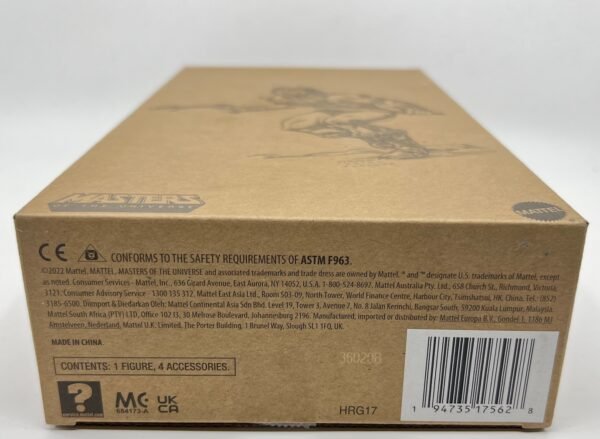 MASTERS
OF THE UNIVERSE
MATTEL
CE CONFORMS TO THE SAFETY REQUIREMENTS OF ASTM F963.
©2022 Mattel. MATTEL, MASTERS OF THE UNIVERSE and associated trademarks and trade dress are owned by Mattel. ® and ™ designate U.S. trademarks of Mattel, except
as noted. Consumer Services - Mattel, Inc., 636 Girard Avenue, East Aurora, NY 14052, U.S.A. 1-800-524-8697. Mattel Australia Pty. Ltd., 658 Church St., Richmond, Victoria,
3121. Consumer Advisory Service - 1300 135 312. Mattel East Asia Ltd., Room 503-09, North Tower, World Finance Centre, Harbour City, Tsimshatsui, HK, China. Tel.: (852)
3185-6500. Diimport & Diedarkan Oleh: Mattel Continental Asia Sdn Bhd. Level 19, Tower 3, Avenue 7, No. 8 Jalan Kerinchi, Bangsar South, 59200 Kuala Lumpur, Malaysia.
Mattel South Africa (PTY) LTD, Office 102 I3, 30 Melrose Boulevard, Johannesburg 2196. Manufactured, imported or distributed by: Mattel Europa B.V., Gondel 1, 1186 MJ
Amstelveen, Nederland. Mattel U.K. Limited, The Porter Building, 1 Brunel Way, Slough SL1 1FQ, UK.
MADE IN CHINA
CONTENTS: 1 FIGURE, 4 ACCESSORIES.
3602JB
?
service.mattel.com
MC
684173-A
UK
CA
HRG17
1 94735 17562 8